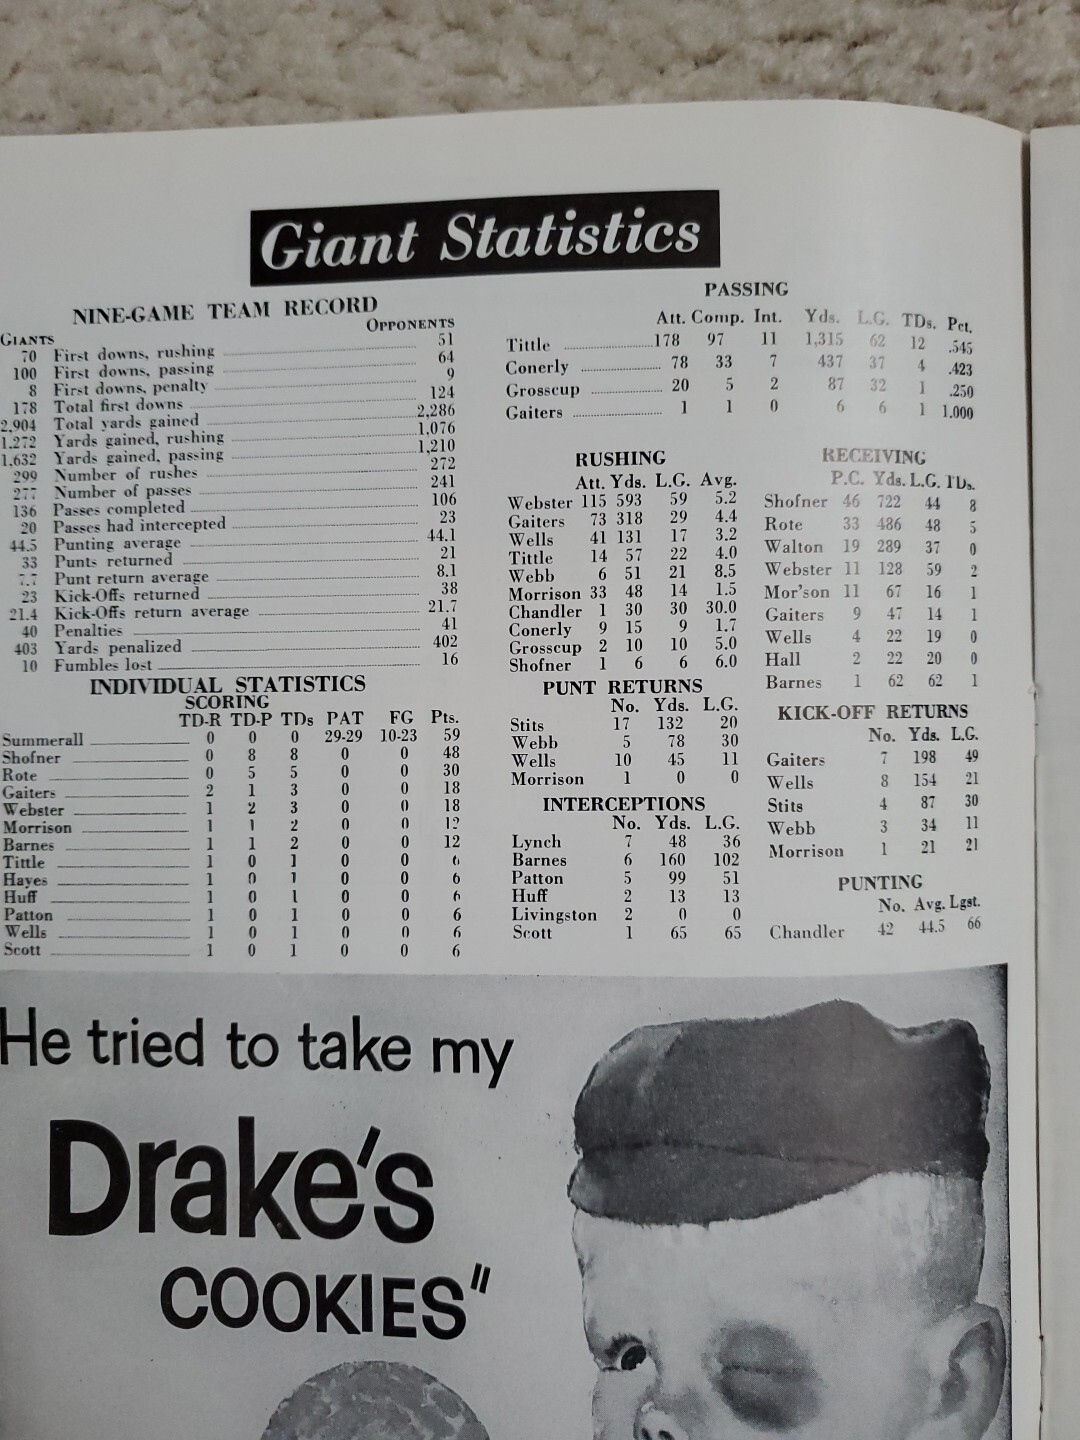 Giant Statistics
NINE-GAME TEAM RECORD
GIANTS OPPONENTS
70 First downs, rushing 51
100 First downs, passing 64
8 First downs, penalty 9
178 Total first downs 124
2,904 Total yards gained 2,286
1,272 Yards gained, rushing 1,076
1,632 Yards gained, passing 1,210
299 Number of rushes 272
277 Number of passes 241
136 Passes completed 106
20 Passes had intercepted 23
44.5 Punting average 44.1
33 Punts returned 21
7.7 Punt return average 8.1
23 Kick-Offs returned 38
21.4 Kick-Offs return average 21.7
40 Penalties 41
403 Yards penalized 402
10 Fumbles lost 16
INDIVIDUAL STATISTICS
SCORING
TD-R TD-P TDs PAT FG Pts.
Summerall 0 0 0 29-29 10-23 59
Shofner 0 8 8 0 0 48
Rote 0 5 5 0 0 30
Gaiters 2 1 3 0 0 18
Webster 1 2 3 0 0 18
Morrison 1 1 2 0 0 12
Barnes 1 1 2 0 0 12
Tittle 1 0 1 0 0 6
Hayes 1 0 1 0 0 6
Huff 1 0 1 0 0 6
Patton 1 0 1 0 0 6
Wells 1 0 1 0 0 6
Scott 1 0 1 0 0 6
PASSING
Att. Comp. Int. Yds. L.G. TDs. Pct.
Tittle 178 97 11 1,315 62 12 .545
Conerly 78 33 7 437 37 4 .423
Grosscup 20 5 2 87 32 1 .250
Gaiters 1 1 0 6 6 1 1.000
RUSHING
Att. Yds. L.G. Avg.
Webster 115 593 59 5.2
Gaiters 73 318 29 4.4
Wells 41 131 17 3.2
Tittle 14 57 22 4.0
Webb 6 51 21 8.5
Morrison 33 48 14 1.5
Chandler 1 30 30 30.0
Conerly 9 15 9 1.7
Grosscup 2 10 10 5.0
Shofner 1 6 6 6.0
PUNT RETURNS
No. Yds. L.G.
Stits 17 132 20
Webb 5 78 30
Wells 10 45 11
Morrison 1 0 0
INTERCEPTIONS
No. Yds. L.G.
Lynch 7 48 36
Barnes 6 160 102
Patton 5 99 51
Huff 2 13 13
Livingston 2 0 0
Scott 1 65 65
RECEIVING
P.C. Yds. L.G. TDs.
Shofner 46 722 44 8
Rote 33 486 48 5
Walton 19 289 37 0
Webster 11 128 59 2
Mor'son 11 67 16 1
Gaiters 9 47 14 1
Wells 4 22 19 0
Hall 2 22 20 0
Barnes 1 62 62 1
KICK-OFF RETURNS
No. Yds. L.G.
Gaiters 7 198 49
Wells 8 154 21
Stits 4 87 30
Webb 3 34 11
Morrison 1 21 21
PUNTING
No. Avg. Lgst.
Chandler 42 44.5 66
He tried to take my
Drake's
COOKIES"